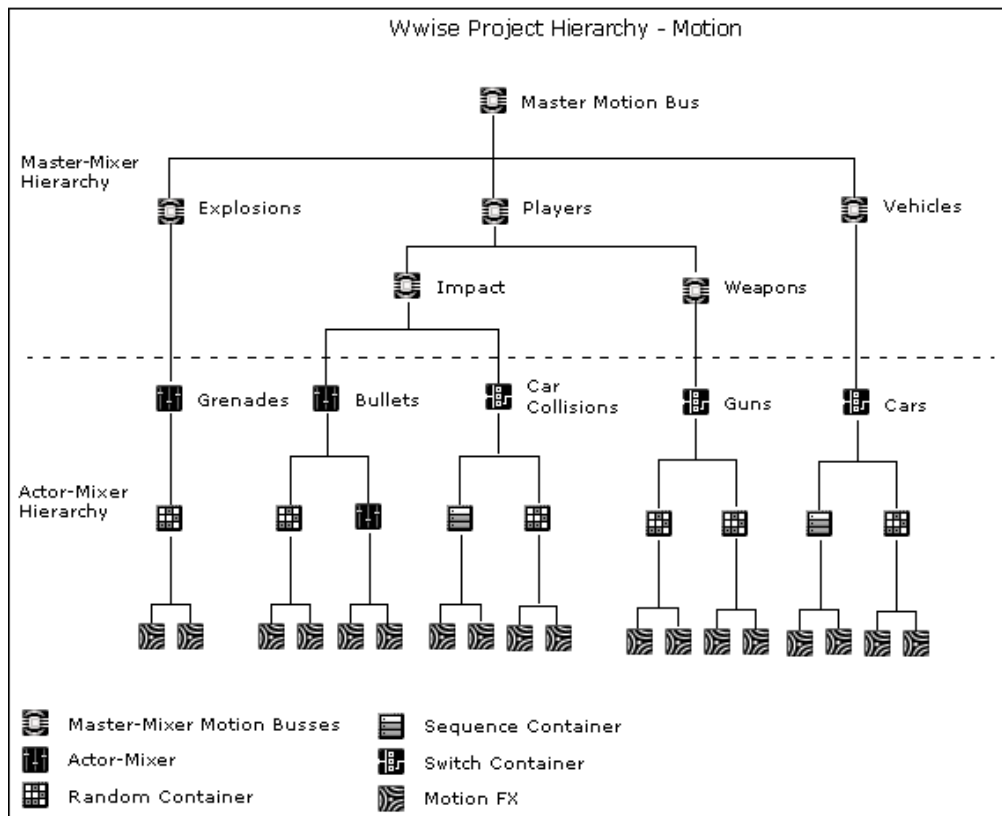 Wwise Project Hierarchy - Motion
Master Motion Bus
Master-Mixer
Hierarchy
Explosions
Players
Vehicles
Impact
Weapons
Grenades
Bullets
Car
Collisions
Guns
Cars
Actor-Mixer
Hierarchy
Master-Mixer Motion Busses
Actor-Mixer
Random Container
Sequence Container
Switch Container
Motion FX